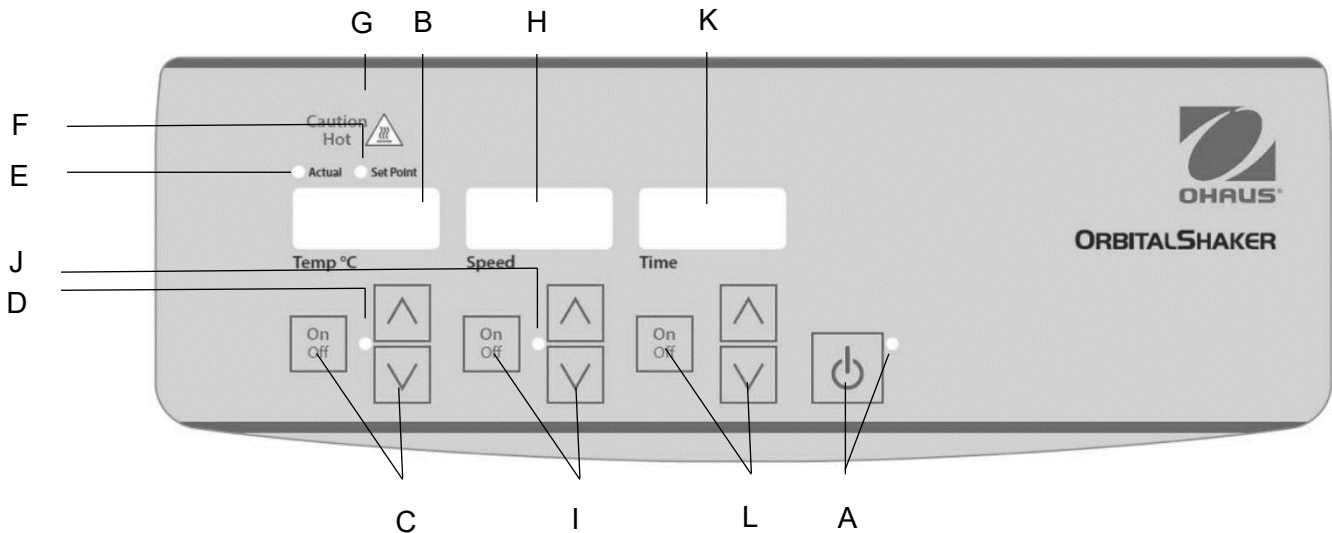 G B H K
F
Caution
Hot
E
Actual Set Point
OHAUS®
ORBITALSHAKER
J
Temp °C Speed Time
D
On On On
Off Off Off
C I L A